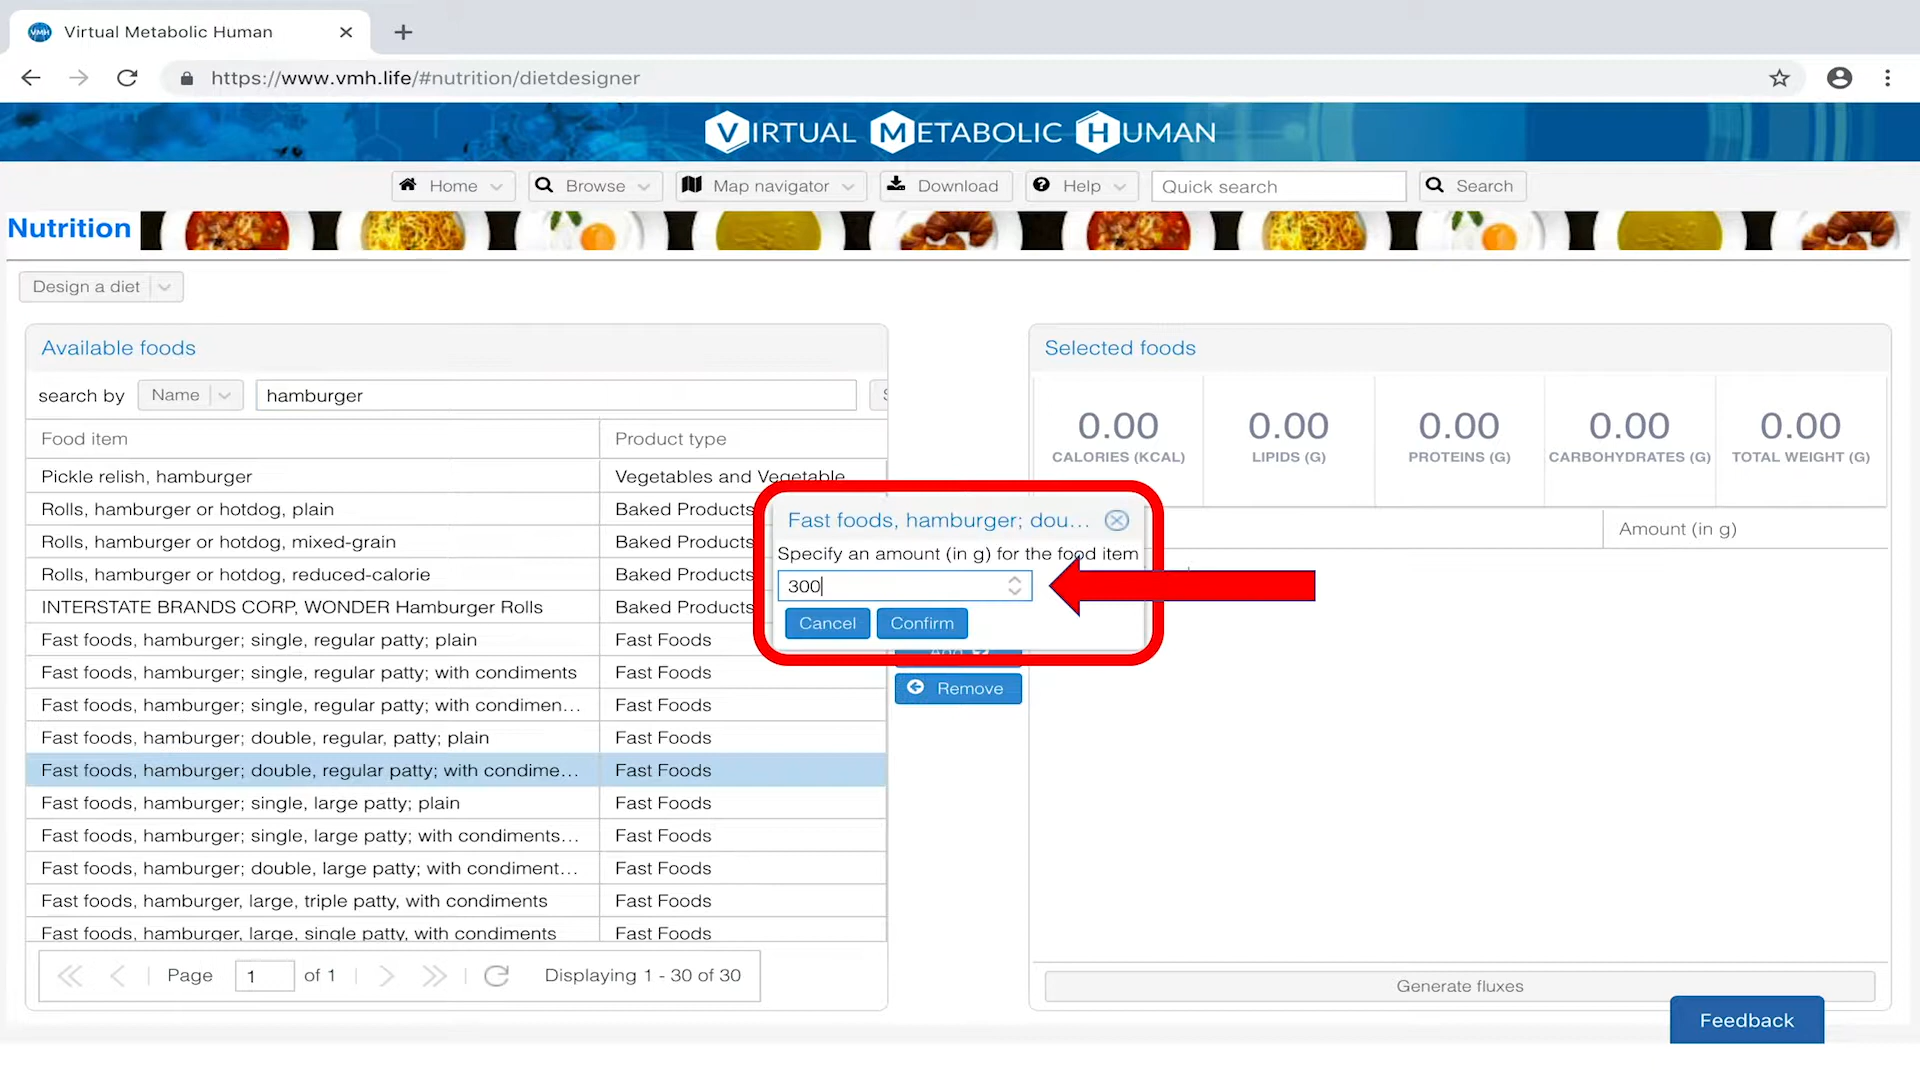 Virtual Metabolic Human
https://www.vmh.life/#nutrition/dietdesigner
VIRTUAL METABOLIC HUMAN
Home
Browse
Map navigator
Download
Help
Quick search
Search
Nutrition
Design a diet
Available foods
search by
Name
hamburger
Food item
Product type
Pickle relish, hamburger
Vegetables and Vegetable
Rolls, hamburger or hotdog, plain
Baked Products
Rolls, hamburger or hotdog, mixed-grain
Baked Products
Rolls, hamburger or hotdog, reduced-calorie
Baked Products
INTERSTATE BRANDS CORP, WONDER Hamburger Rolls
Baked Products
Fast foods, hamburger; single, regular patty; plain
Fast Foods
Fast foods, hamburger; single, regular patty; with condiments
Fast Foods
Fast foods, hamburger; single, regular patty; with condimen...
Fast Foods
Fast foods, hamburger; double, regular, patty; plain
Fast Foods
Fast foods, hamburger; double, regular patty; with condime...
Fast Foods
Fast foods, hamburger; single, large patty; plain
Fast Foods
Fast foods, hamburger; single, large patty; with condiments...
Fast Foods
Fast foods, hamburger; double, large patty; with condiment...
Fast Foods
Fast foods, hamburger, large, triple patty, with condiments
Fast Foods
Fast foods, hamburger, large, single patty, with condiments
Fast Foods
Page
1
of 1
Displaying 1 - 30 of 30
Fast foods, hamburger; dou...
Specify an amount (in g) for the food item
300
Cancel
Confirm
Remove
Selected foods
0.00
CALORIES (KCAL)
0.00
LIPIDS (G)
0.00
PROTEINS (G)
0.00
CARBOHYDRATES (G)
0.00
TOTAL WEIGHT (G)
Amount (in g)
Generate fluxes
Feedback